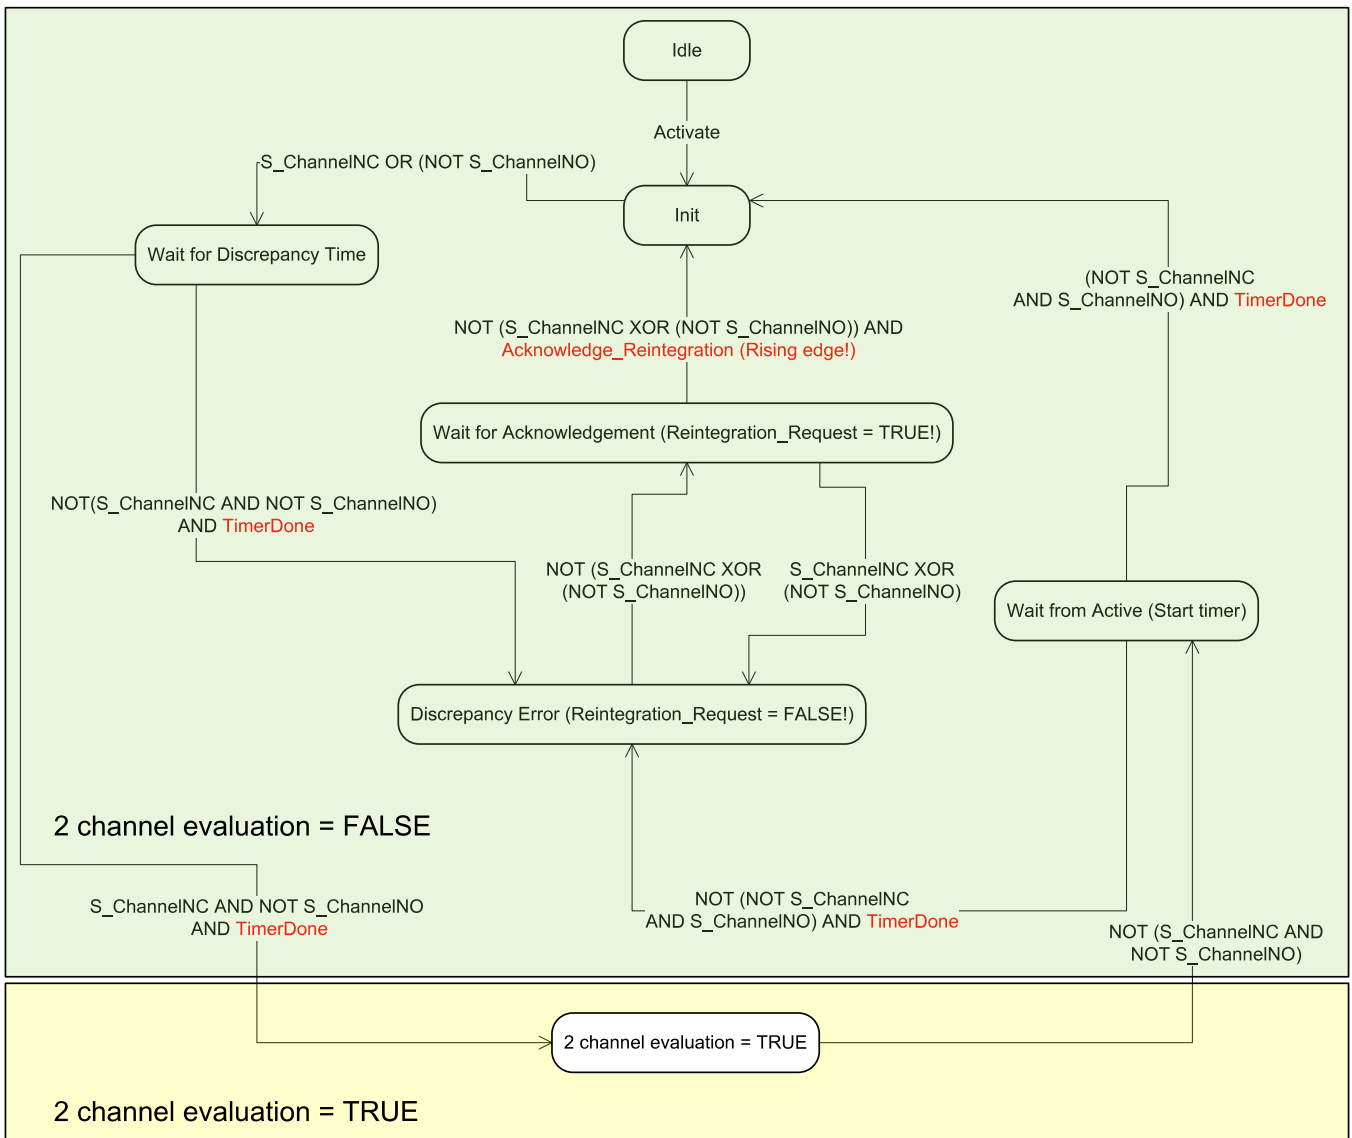 Idle
Activate
S_ChannelNC OR (NOT S_ChannelNO)
Init
Wait for Discrepancy Time
(NOT S_ChannelNC
AND S_ChannelNO) AND TimerDone
NOT (S_ChannelNC XOR (NOT S_ChannelNO)) AND
Acknowledge_Reintegration (Rising edge!)
Wait for Acknowledgement (Reintegration_Request = TRUE!)
NOT(S_ChannelNC AND NOT S_ChannelNO)
AND TimerDone
NOT (S_ChannelNC XOR
(NOT S_ChannelNO))
S_ChannelNC XOR
(NOT S_ChannelNO)
Wait from Active (Start timer)
Discrepancy Error (Reintegration_Request = FALSE!)
2 channel evaluation = FALSE
S_ChannelNC AND NOT S_ChannelNO
AND TimerDone
NOT (NOT S_ChannelNC
AND S_ChannelNO) AND TimerDone
NOT (S_ChannelNC AND
NOT S_ChannelNO)
2 channel evaluation = TRUE
2 channel evaluation = TRUE